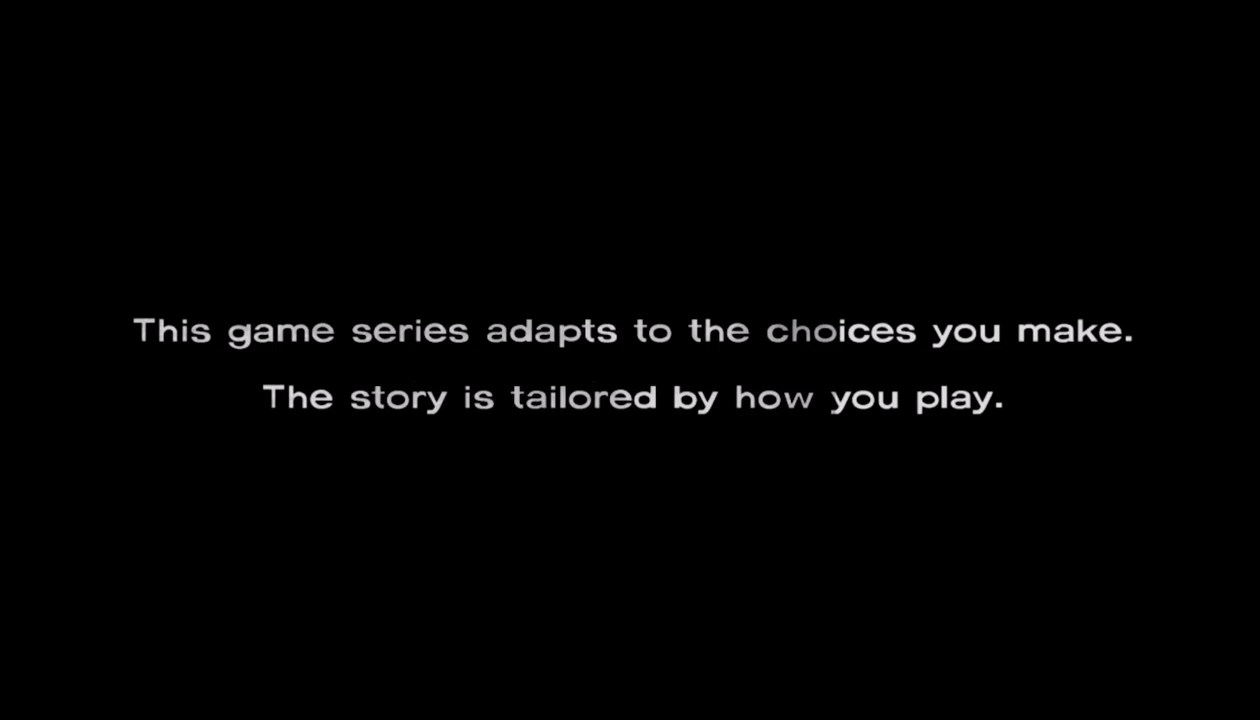 This game series adapts to the choices you make.
The story is tailored by how you play.